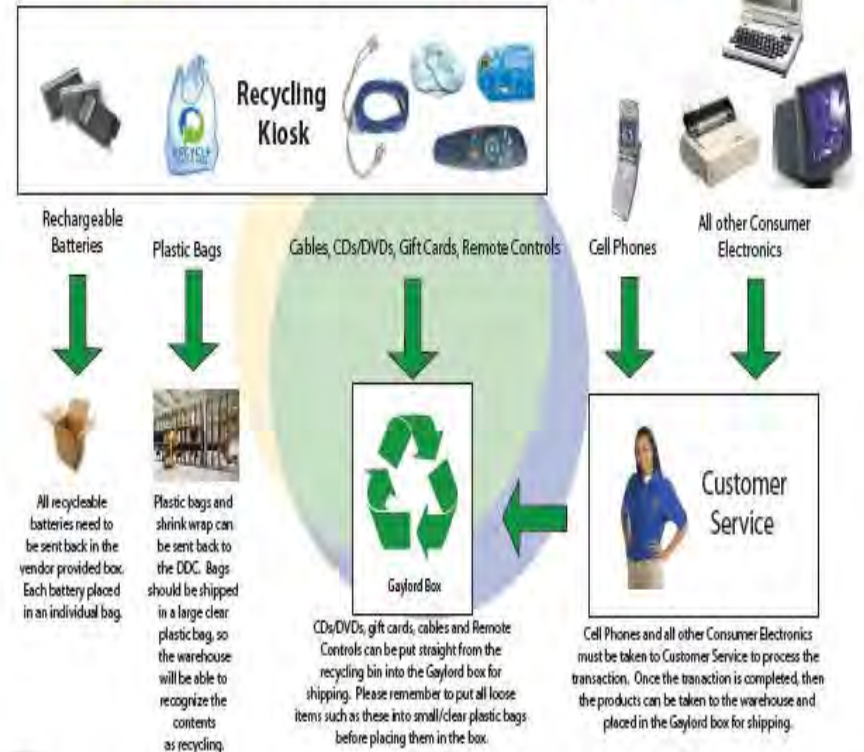 Recycling
Kiosk
RECYCLE
Rechargeable
Batteries
Plastic Bags
Cables, CDs/DVDs, Gift Cards, Remote Controls
Cell Phones
All other Consumer
Electronics
All recycleable
batteries need to
be sent back in the
vendor provided box.
Each battery placed
in an individual bag.
Plastic bags and
shrink wrap can
be sent back to
the DDC. Bags
should be shipped
in a large clear
plastic bag, so
the warehouse
will be able to
recognize the
contents
as recycling.
Gaylord Box
CDs/DVDs, gift cards, cables and Remote
Controls can be put straight from the
recycling bin into the Gaylord box for
shipping. Please remember to put all loose
items such as these into small/clear plastic bags
before placing them in the box.
Customer
Service
Cell Phones and all other Consumer Electronics
must be taken to Customer Service to process the
transaction. Once the tranaction is completed, then
the products can be taken to the warehouse and
placed in the Gaylord box for shipping.